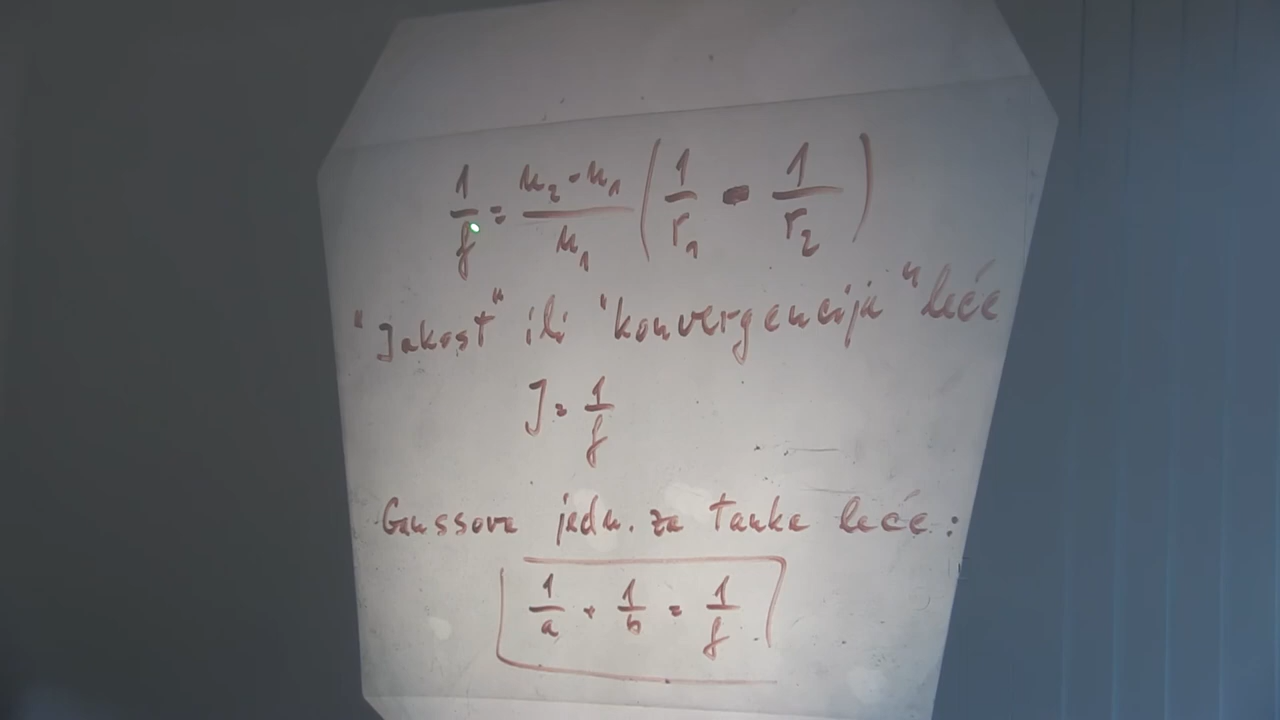 1/f = (n₂ - n₁)/n₁ (1/r₁ - 1/r₂)
"Jakost" ili "konvergencija" leće
J = 1/f
Gaussova jedn. za tanke leće:
1/a + 1/b = 1/f